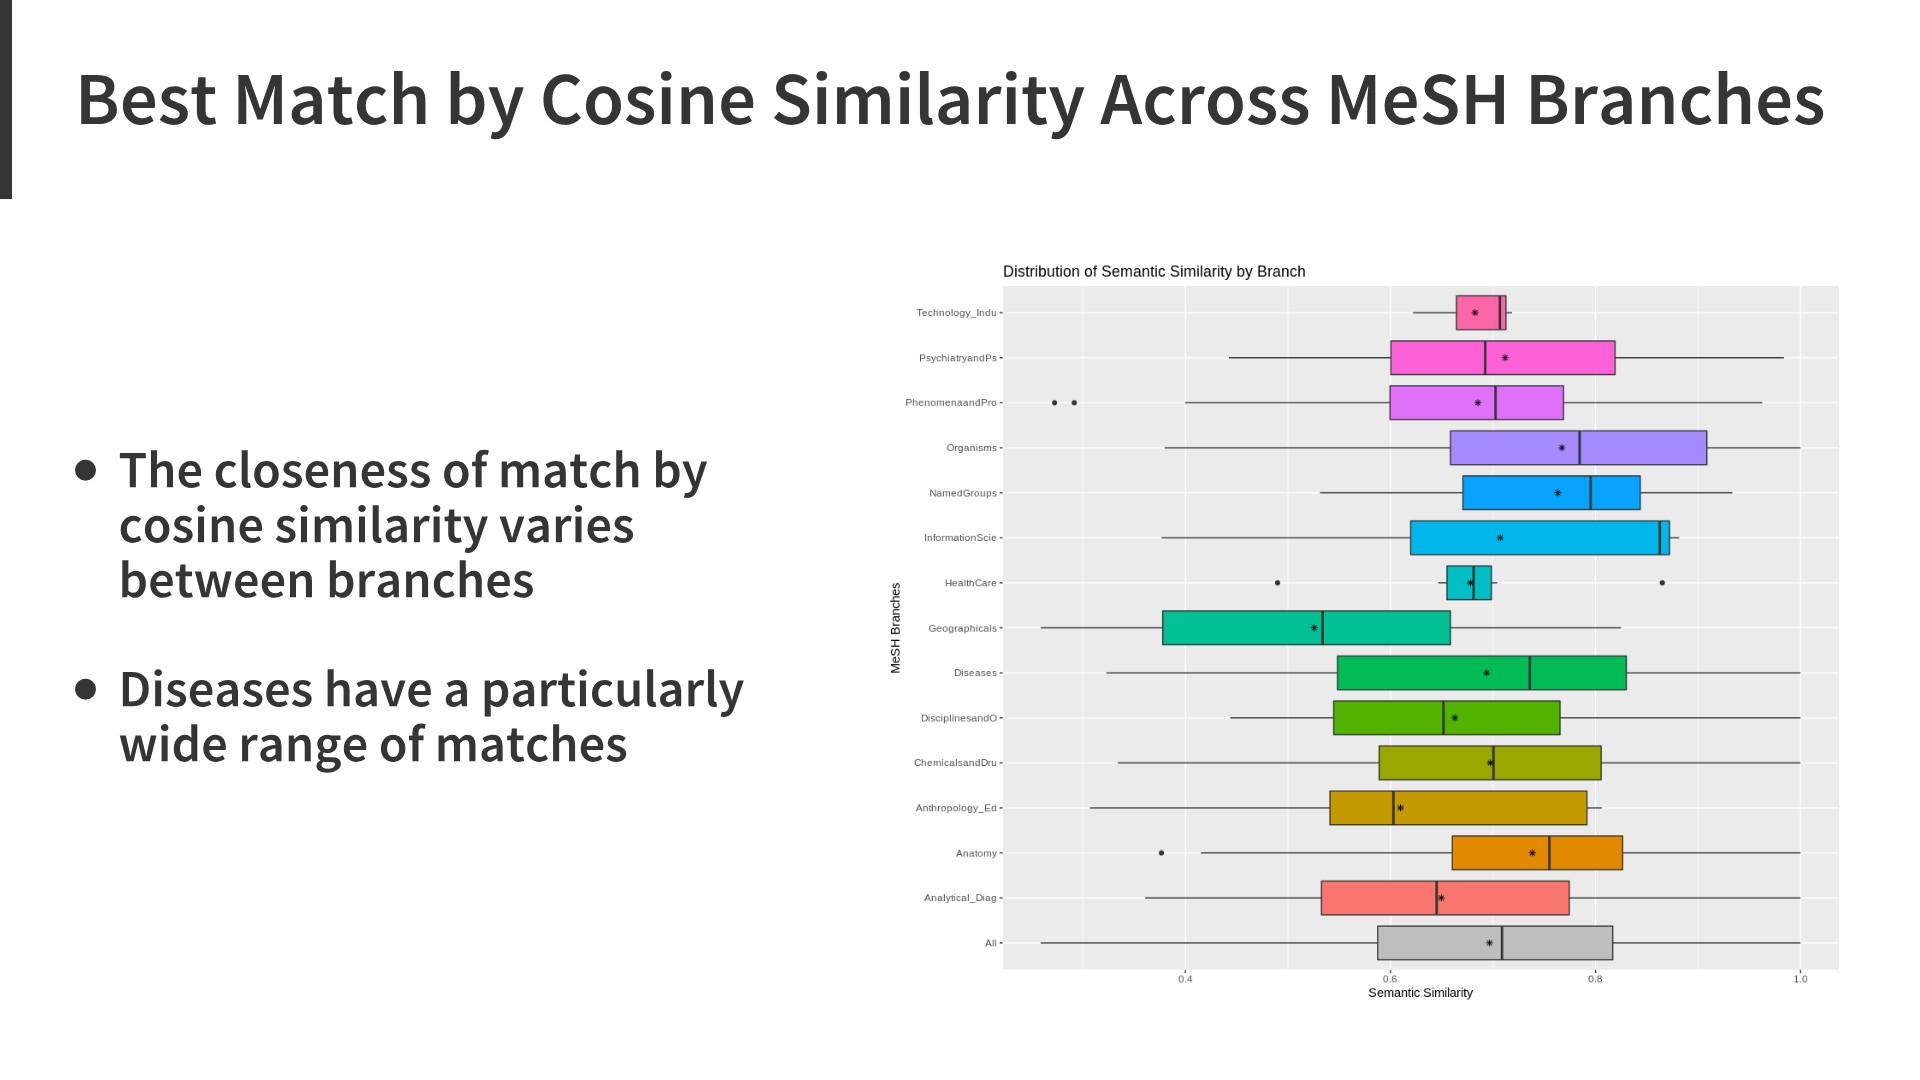 Best Match by Cosine Similarity Across MeSH Branches
● The closeness of match by
cosine similarity varies
between branches
● Diseases have a particularly
wide range of matches
Distribution of Semantic Similarity by Branch
MeSH Branches
Technology_Indu
PsychiatryandPs
PhenomenaandPro
Organisms
NamedGroups
InformationScie
HealthCare
Geographicals
Diseases
DisciplinesandO
ChemicalsandDru
Anthropology_Ed
Anatomy
Analytical_Diag
All
0.4 0.6 0.8 1.0
Semantic Similarity